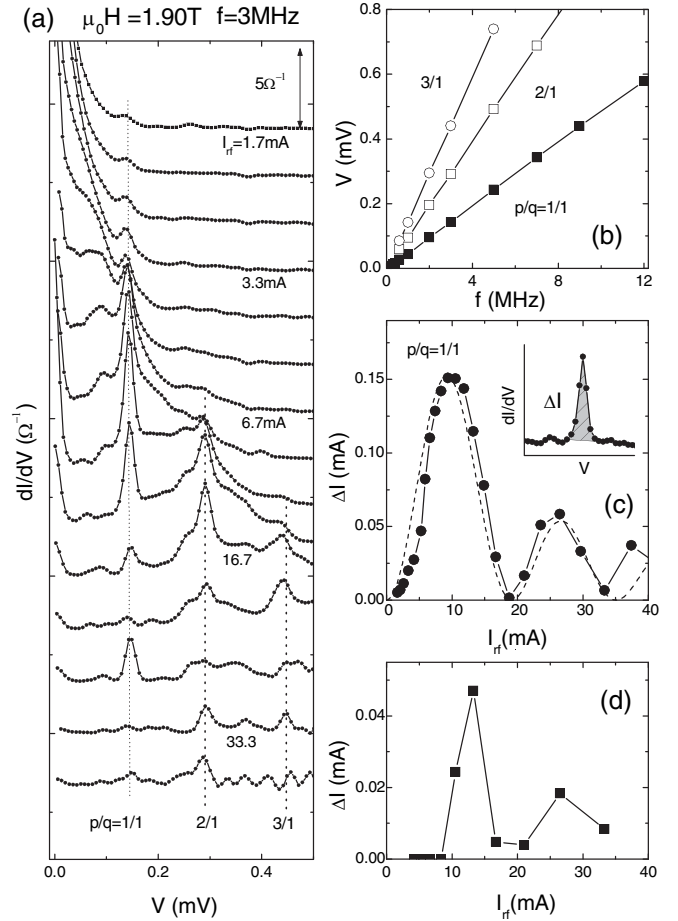 (a) μ₀H =1.90T f=3MHz
5Ω⁻¹
I_rf=1.7mA
3.3mA
6.7mA
16.7
33.3
p/q=1/1 2/1 3/1
0.0 0.2 0.4
V (mV)
dI/dV (Ω⁻¹)
0.8
0.6
0.4
0.2
0.0
V (mV)
3/1
2/1
p/q=1/1
(b)
0 4 8 12
f (MHz)
p/q=1/1
0.15
0.10
0.05
0.00
ΔI (mA)
dI/dV
ΔI
V
(c)
0 10 20 30 40
I_rf(mA)
(d)
0.04
0.02
0.00
ΔI (mA)
0 10 20 30 40
I_rf(mA)